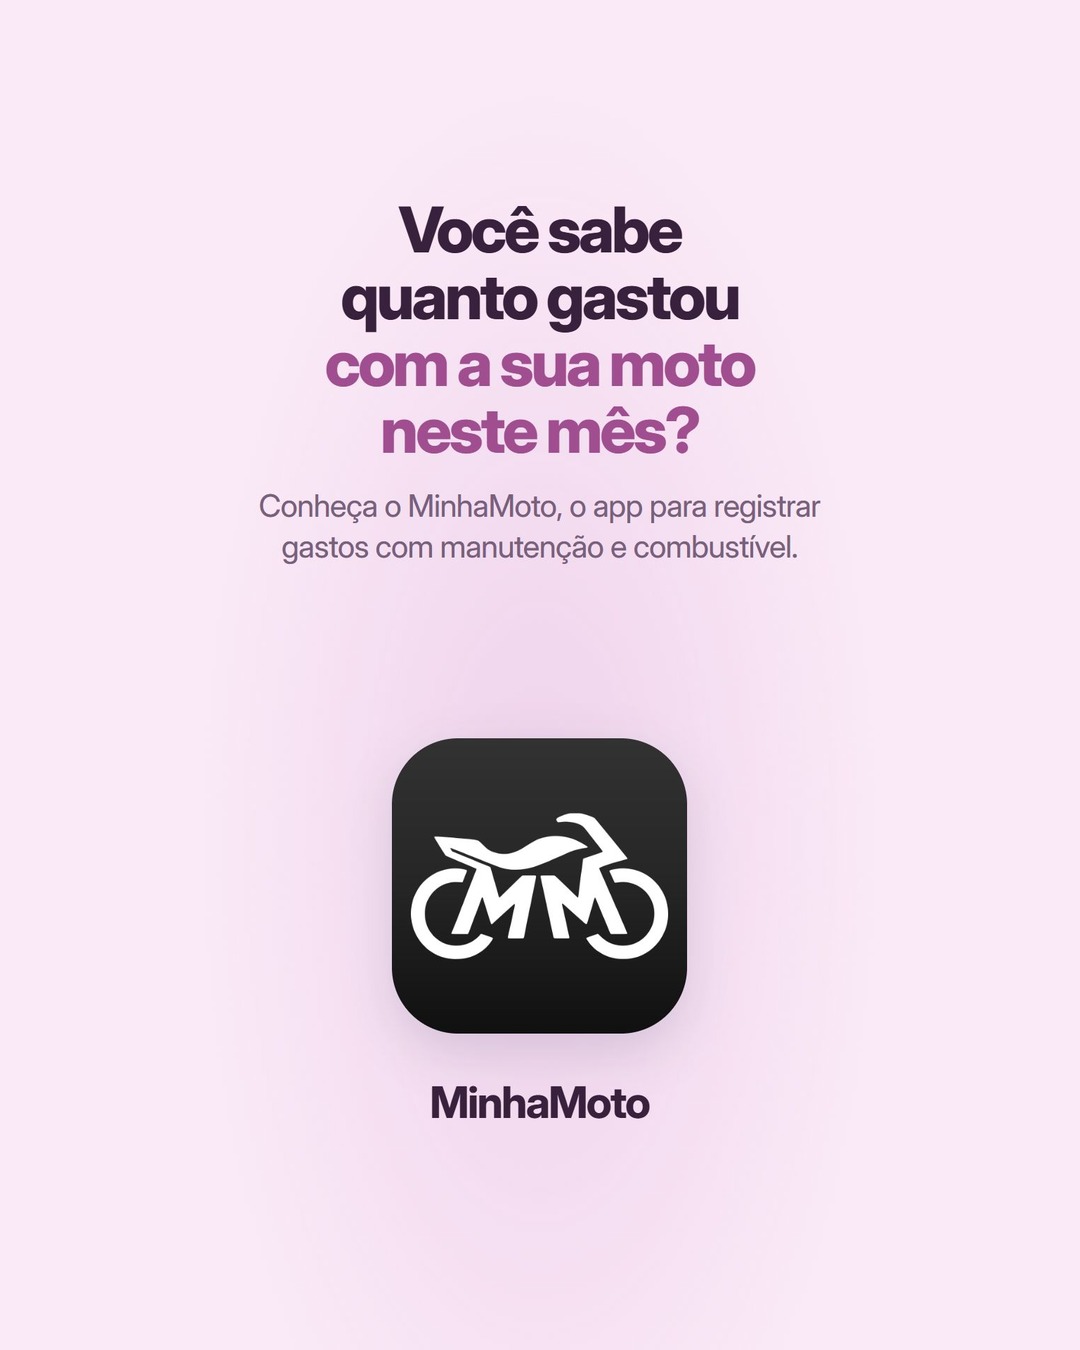 Você sabe
quanto gastou
com a sua moto
neste mês?
Conheça o MinhaMoto, o app para registrar
gastos com manutenção e combustível.
MM
MinhaMoto